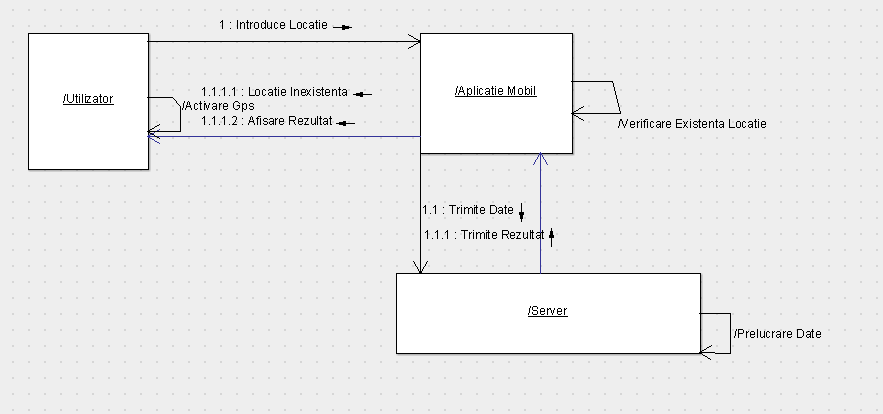 1 : Introduce Locatie
/Utilizator
1.1.1.1 : Locatie Inexistenta
/Activare Gps
1.1.1.2 : Afisare Rezultat
/Aplicatie Mobil
/Verificare Existenta Locatie
1.1 : Trimite Date
1.1.1 : Trimite Rezultat
/Server
/Prelucrare Date